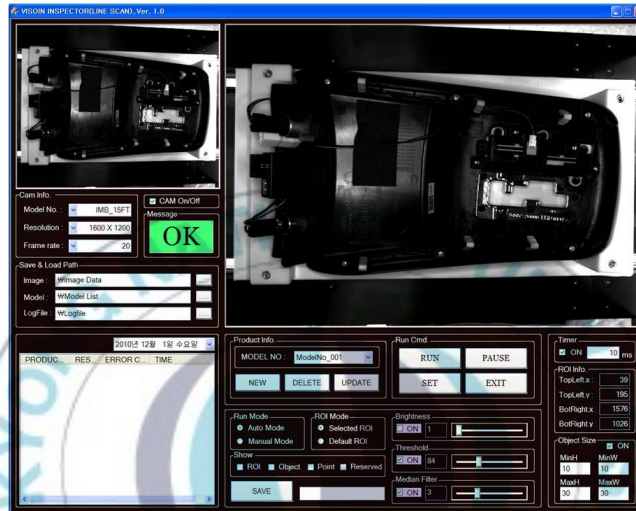 VISOIN INSPECTOR(LINE SCAN)_Ver. 1.0
Cam Info.
Model No. : IMB_15FT
Resolution : 1600 X 1200
Frame rate : 20
CAM On/Off
Message
OK
Save & Load Path
Image : ₩Image Data
Model : ₩Model List
LogFile : ₩Logfile
2010년 12월 1일 수요일
PRODUC... RES... ERROR C... TIME
Product Info.
MODEL NO : ModelNo_001
NEW DELETE UPDATE
Run Cmd.
RUN PAUSE
SET EXIT
Timer
ON 10 ms
ROI Info.
TopLeft.x : 39
TopLeft.y : 195
BotRight.x 1576
BotRight.y 1026
Run Mode
Auto Mode
Manual Mode
ROI Mode
Selected ROI
Default ROI
Show
ROI Object Point Reserved
SAVE
Brightness
ON 1
Threshold
ON 84
Median Filter
ON 3
Object Size
ON
MinH MinW
10 10
MaxH MaxW
30 30